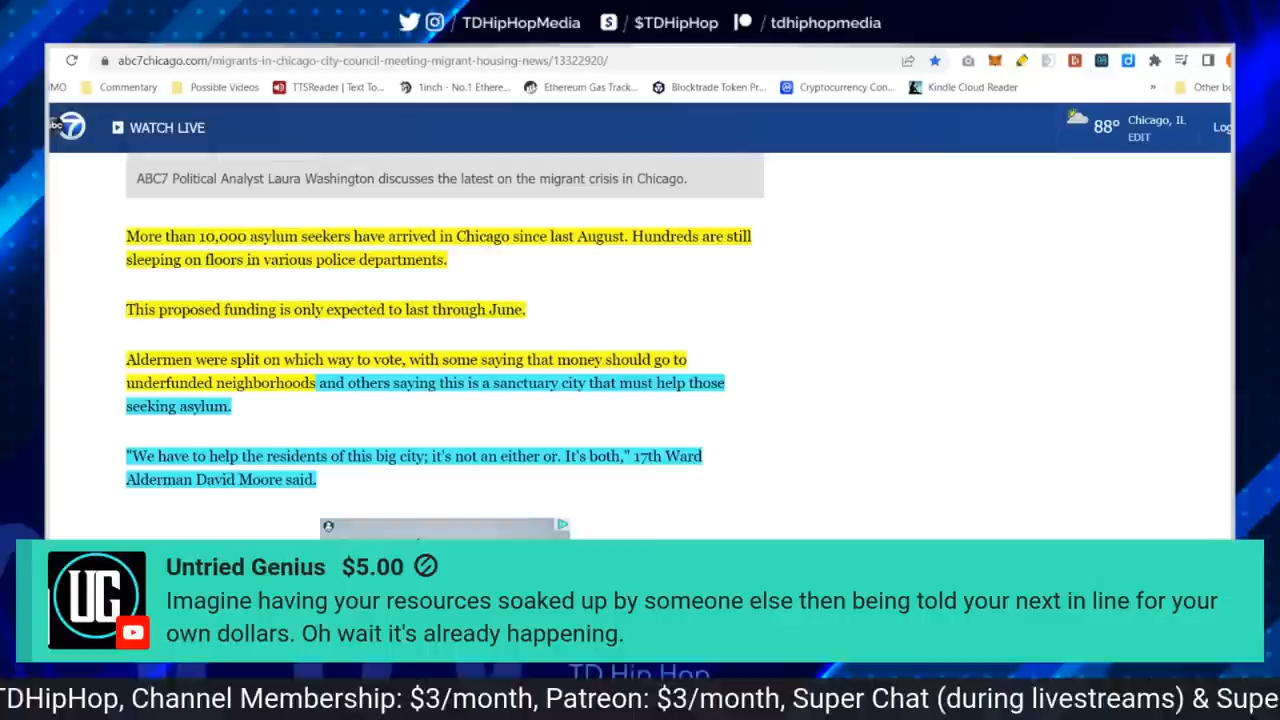 / TDHipHopMedia $ / $TDHipHop / tdhiphopmedia
abc7chicago.com/migrants-in-chicago-city-council-meeting-migrant-housing-news/13322920/
MO Commentary Possible Videos TTSReader | Text To... 1inch - No.1 Ethere... Ethereum Gas Track... Blocktrade Token Pr... Cryptocurrency Con... Kindle Cloud Reader » Other bo
abc 7 WATCH LIVE 88° Chicago, IL Log
EDIT
ABC7 Political Analyst Laura Washington discusses the latest on the migrant crisis in Chicago.
More than 10,000 asylum seekers have arrived in Chicago since last August. Hundreds are still
sleeping on floors in various police departments.
This proposed funding is only expected to last through June.
Aldermen were split on which way to vote, with some saying that money should go to
underfunded neighborhoods and others saying this is a sanctuary city that must help those
seeking asylum.
"We have to help the residents of this big city; it's not an either or. It's both," 17th Ward
Alderman David Moore said.
UG
Untried Genius $5.00
Imagine having your resources soaked up by someone else then being told your next in line for your
own dollars. Oh wait it's already happening.
TD Hip Hop
TDHipHop, Channel Membership: $3/month, Patreon: $3/month, Super Chat (during livestreams) & Supe